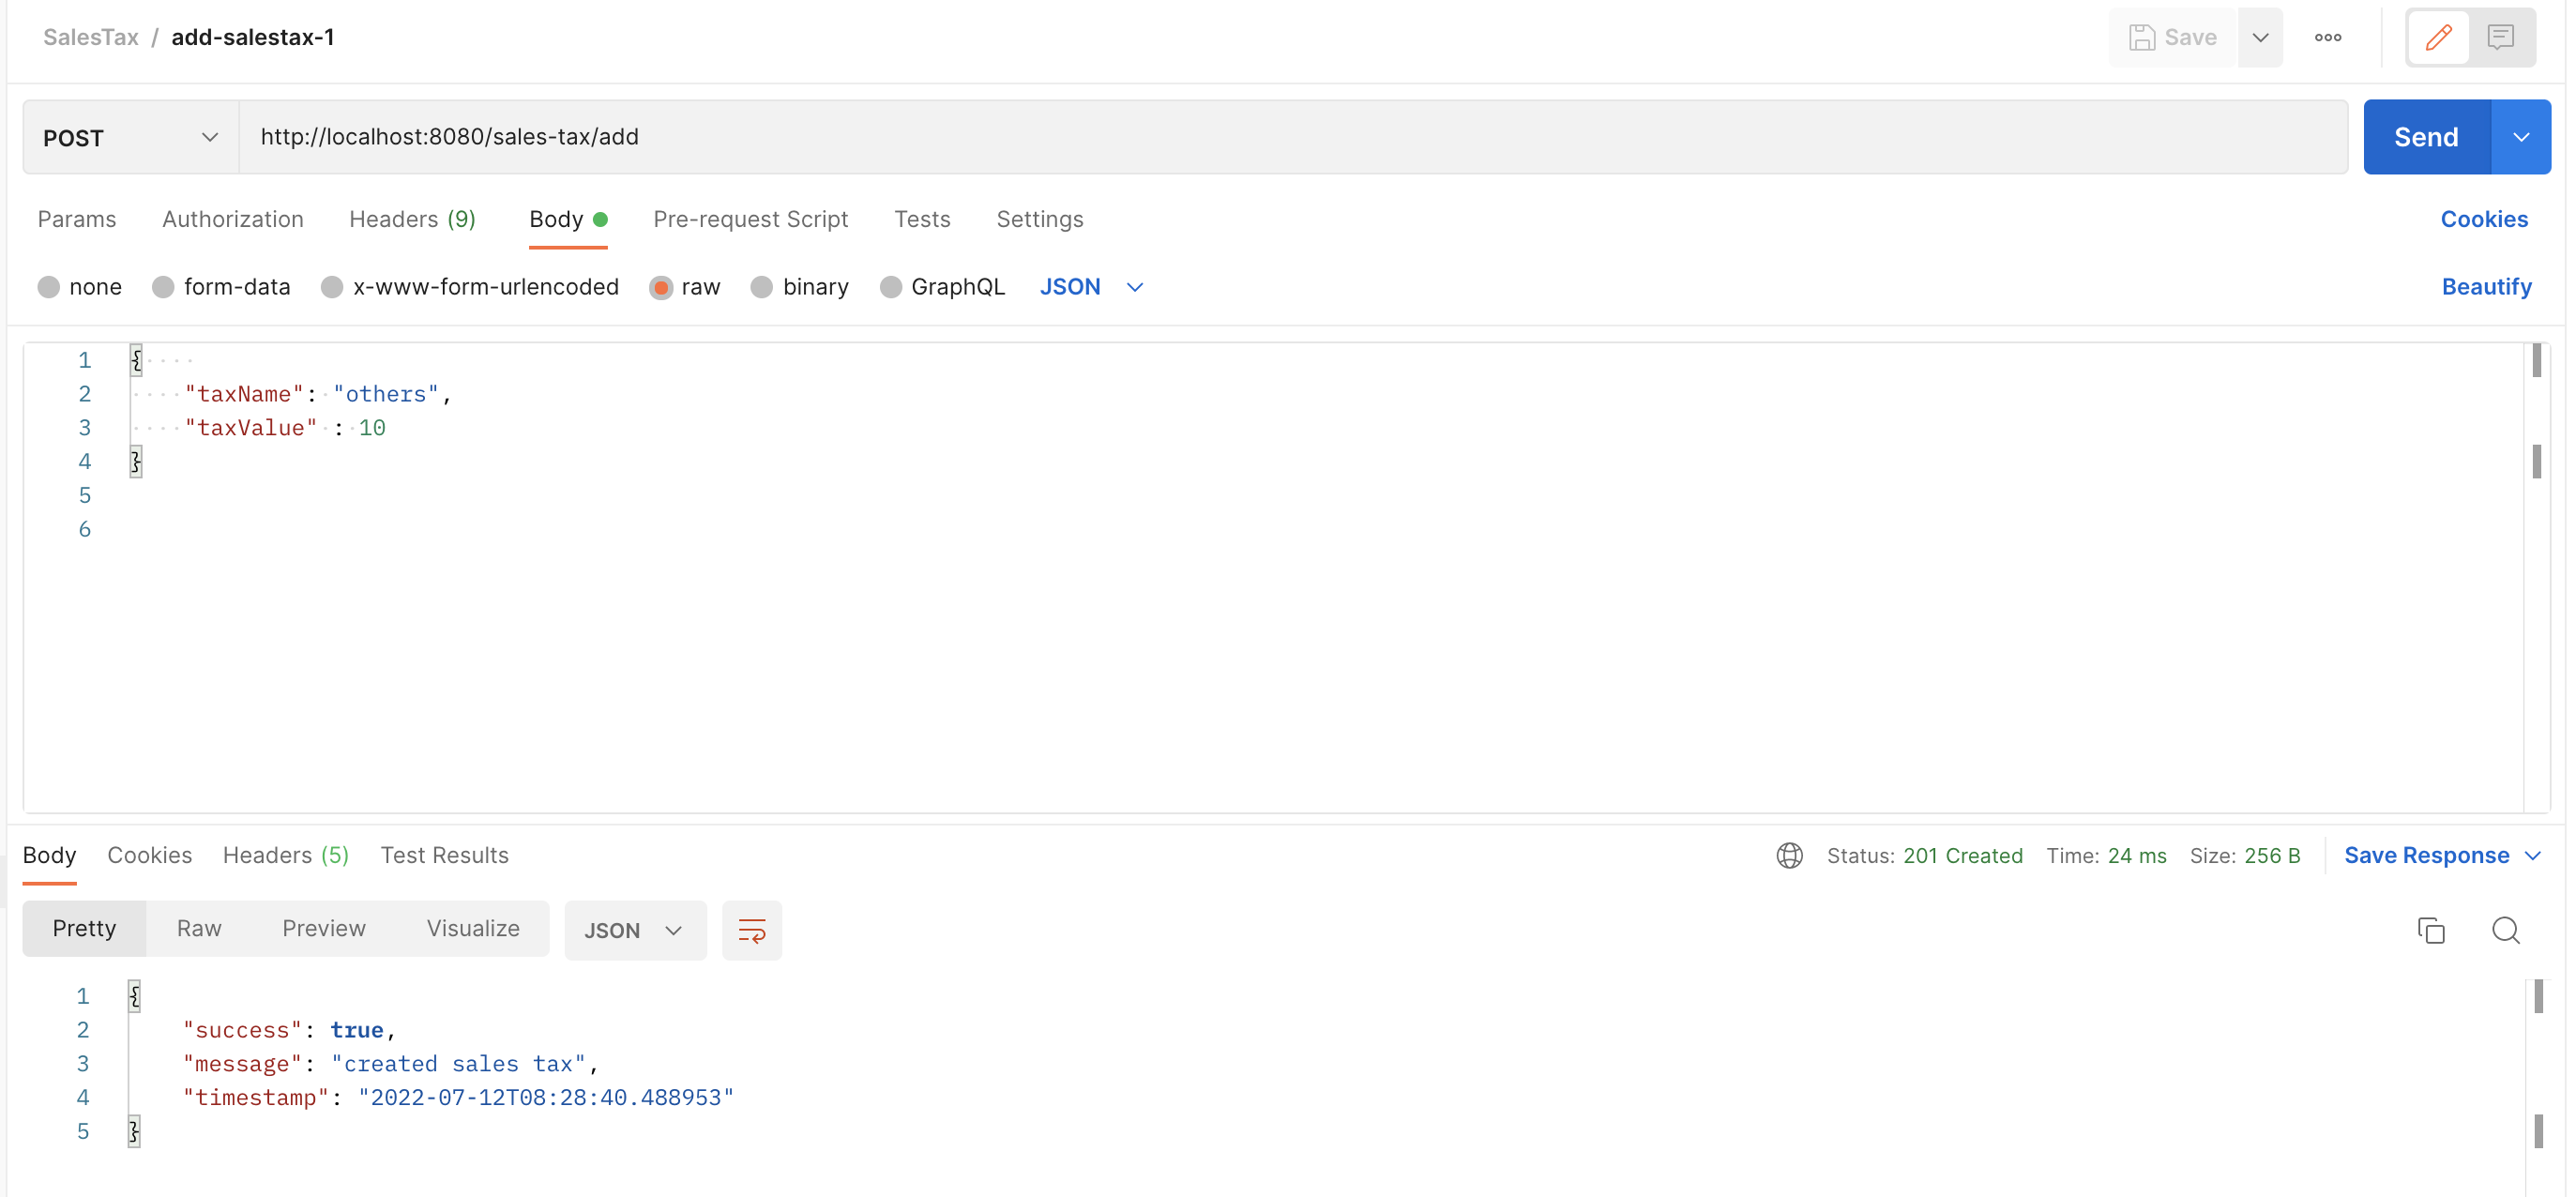 SalesTax / add-salestax-1 Save
POST http://localhost:8080/sales-tax/add Send
Params Authorization Headers (9) Body Pre-request Script Tests Settings Cookies
none form-data x-www-form-urlencoded raw binary GraphQL JSON Beautify
1 {
2 "taxName": "others",
3 "taxValue" : 10
4 }
5
6
Body Cookies Headers (5) Test Results Status: 201 Created Time: 24 ms Size: 256 B Save Response
Pretty Raw Preview Visualize JSON
1 {
2 "success": true,
3 "message": "created sales tax",
4 "timestamp": "2022-07-12T08:28:40.488953"
5 }